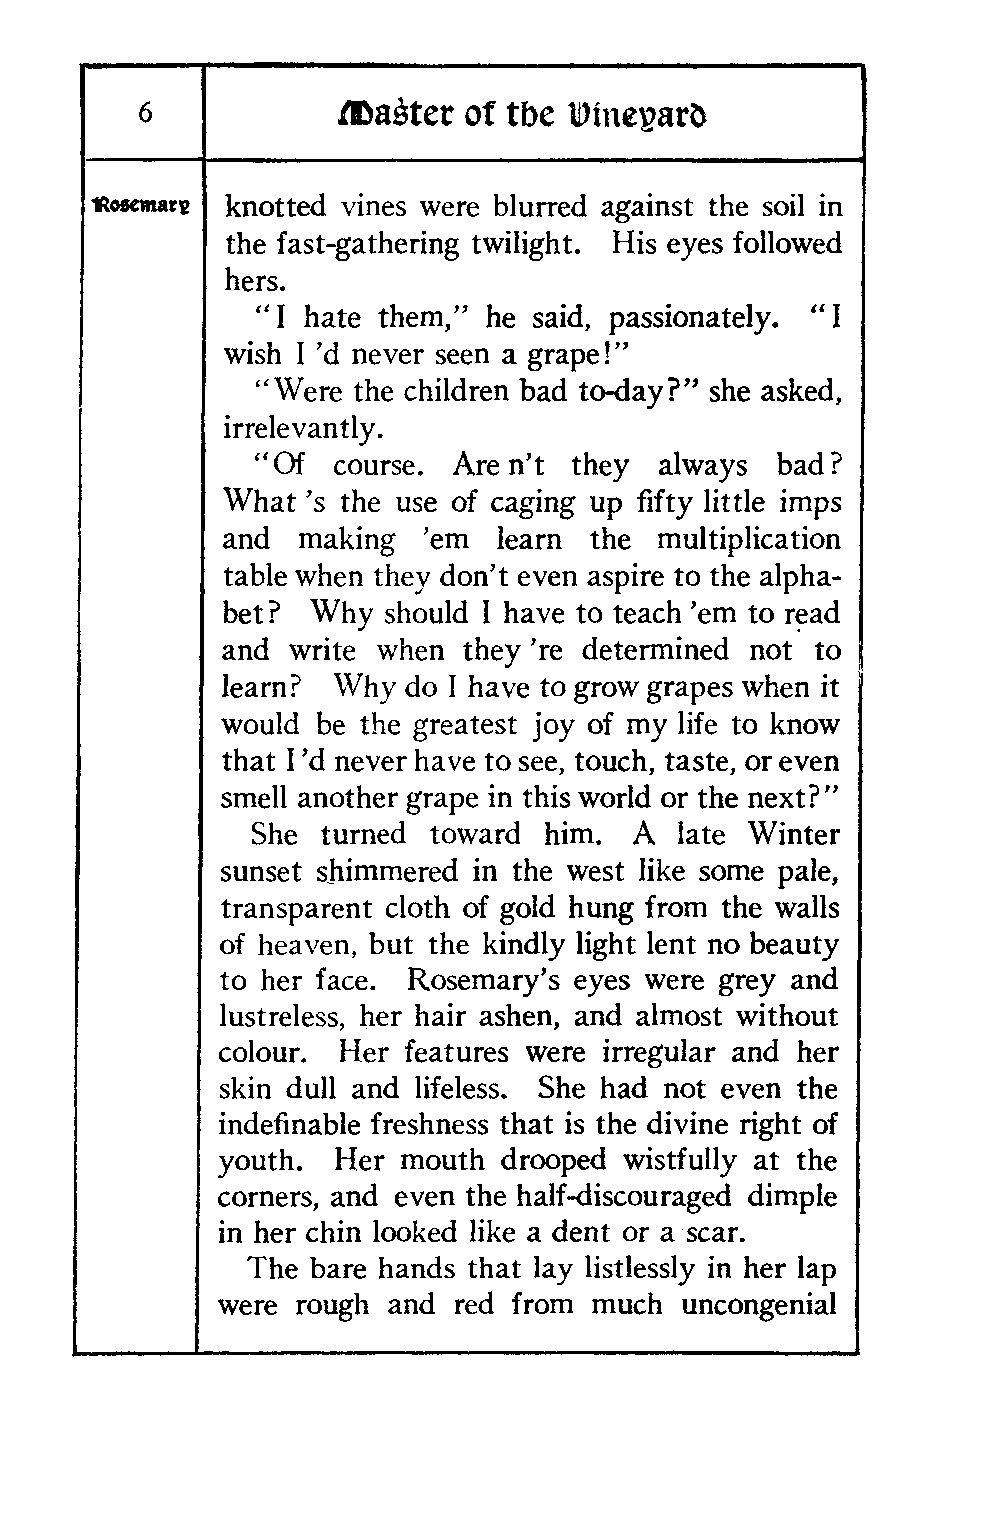 6
Master of the Vineyard
Rosemary
knotted vines were blurred against the soil in
the fast-gathering twilight. His eyes followed
hers.
"I hate them," he said, passionately. "I
wish I 'd never seen a grape!"
"Were the children bad to-day?" she asked,
irrelevantly.
"Of course. Are n't they always bad?
What 's the use of caging up fifty little imps
and making 'em learn the multiplication
table when they don't even aspire to the alpha-
bet? Why should I have to teach 'em to read
and write when they 're determined not to
learn? Why do I have to grow grapes when it
would be the greatest joy of my life to know
that I 'd never have to see, touch, taste, or even
smell another grape in this world or the next?"
She turned toward him. A late Winter
sunset shimmered in the west like some pale,
transparent cloth of gold hung from the walls
of heaven, but the kindly light lent no beauty
to her face. Rosemary's eyes were grey and
lustreless, her hair ashen, and almost without
colour. Her features were irregular and her
skin dull and lifeless. She had not even the
indefinable freshness that is the divine right of
youth. Her mouth drooped wistfully at the
corners, and even the half-discouraged dimple
in her chin looked like a dent or a scar.
The bare hands that lay listlessly in her lap
were rough and red from much uncongenial